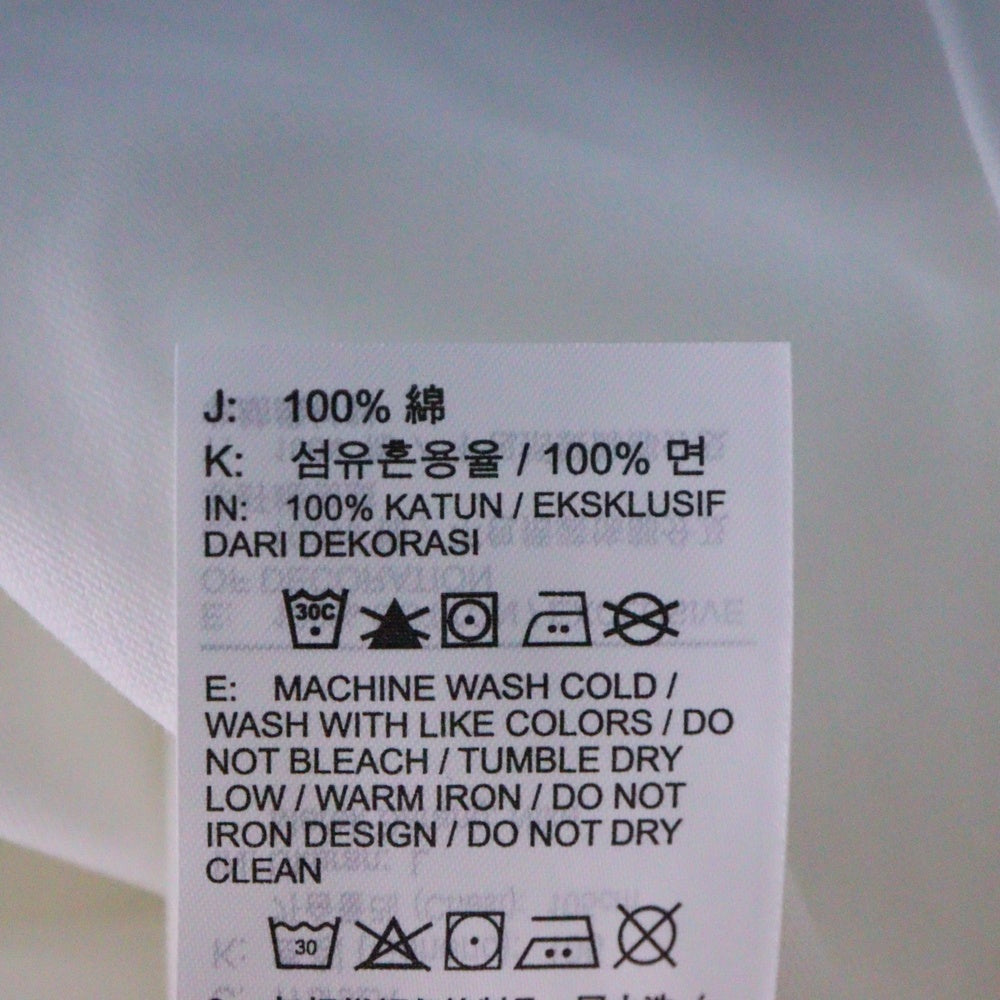 J: 100% 綿
K: 섬유혼용율 / 100% 면
IN: 100% KATUN / EKSKLUSIF
DARI DEKORASI
30C
E: MACHINE WASH COLD /
WASH WITH LIKE COLORS / DO
NOT BLEACH / TUMBLE DRY
LOW / WARM IRON / DO NOT
IRON DESIGN / DO NOT DRY
CLEAN
30